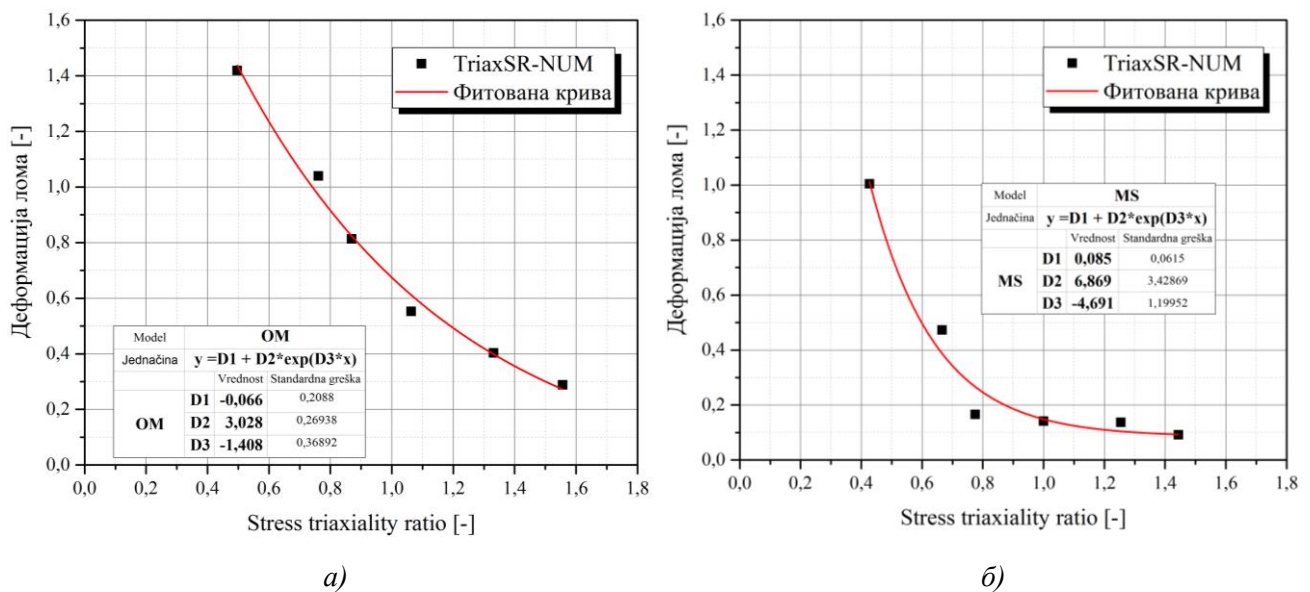 1,6
1,4
1,2
1,0
0,8
0,6
0,4
0,2
0,0
Деформација лома [-]
TriaxSR-NUM
Фитована крива
Model OM
Jednačina y =D1 + D2*exp(D3*x)
Vrednost Standardna greška
OM
D1 -0,066 0,2088
D2 3,028 0,26938
D3 -1,408 0,36892
0,0 0,2 0,4 0,6 0,8 1,0 1,2 1,4 1,6 1,8
Stress triaxiality ratio [-]
а)
1,6
1,4
1,2
1,0
0,8
0,6
0,4
0,2
0,0
Деформација лома [-]
TriaxSR-NUM
Фитована крива
Model MS
Jednačina y =D1 + D2*exp(D3*x)
Vrednost Standardna greška
MS
D1 0,085 0,0615
D2 6,869 3,42869
D3 -4,691 1,19952
0,0 0,2 0,4 0,6 0,8 1,0 1,2 1,4 1,6 1,8
Stress triaxiality ratio [-]
б)